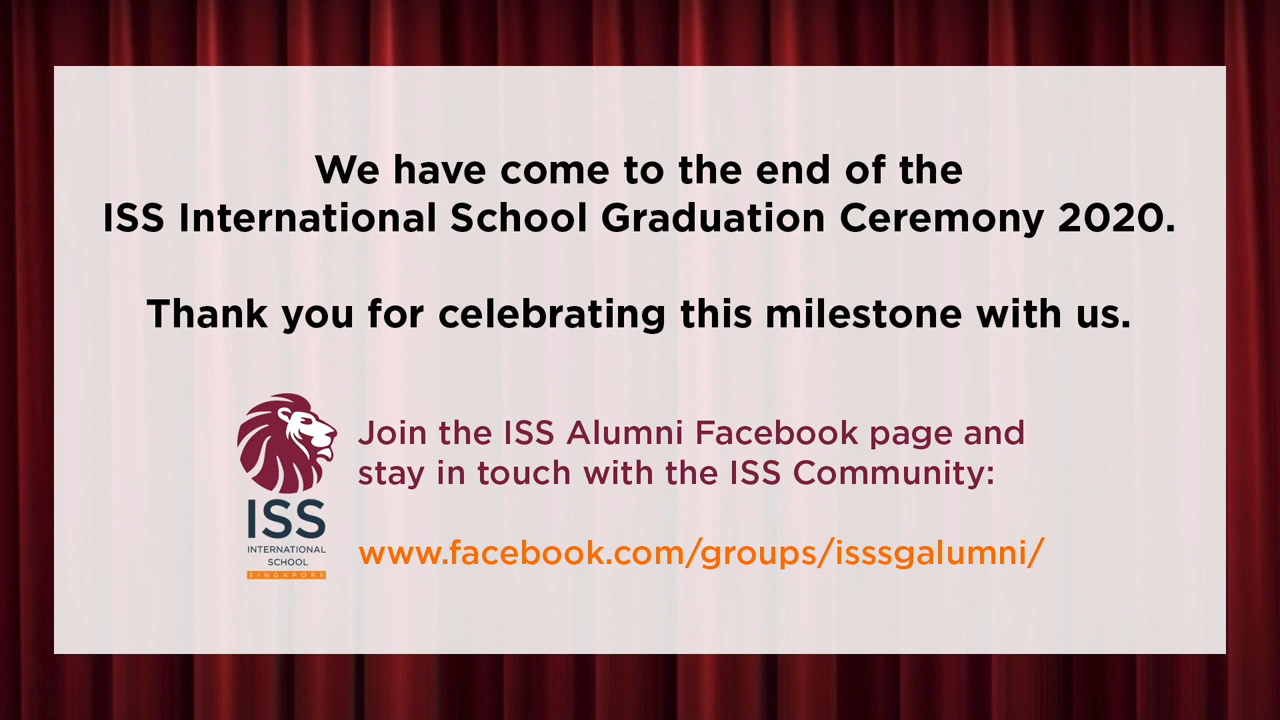 We have come to the end of the
ISS International School Graduation Ceremony 2020.
Thank you for celebrating this milestone with us.
Join the ISS Alumni Facebook page and
stay in touch with the ISS Community:
www.facebook.com/groups/isssgalumni/
ISS
INTERNATIONAL
SCHOOL
SINGAPORE